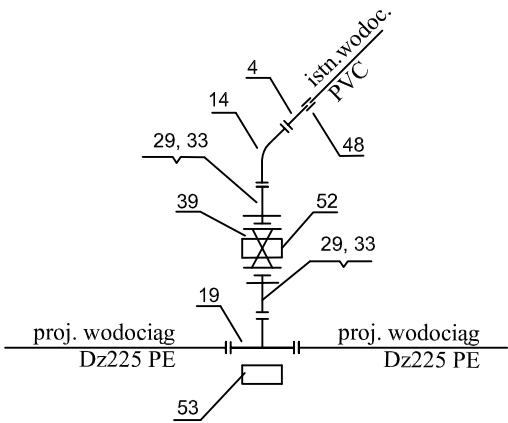 istn.wodoc.
PVC
4
14
48
29, 33
39
52
29, 33
19
proj. wodociąg
Dz225 PE
proj. wodociąg
Dz225 PE
53